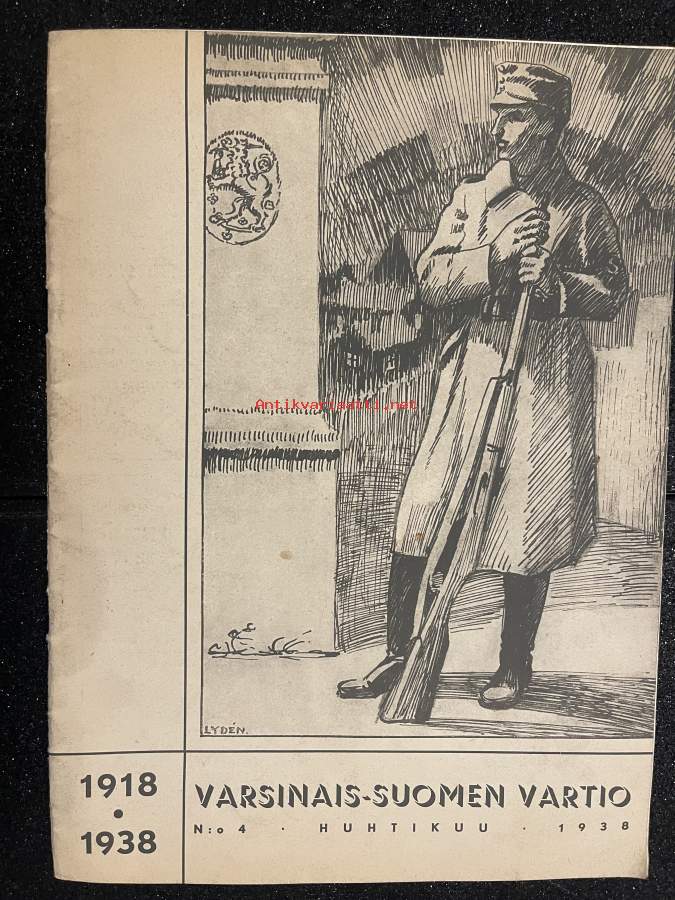 Antikvariaatti.net
LYDÉN.
1918
•
1938
VARSINAIS-SUOMEN VARTIO
N:o 4 · HUHTIKUU · 1938